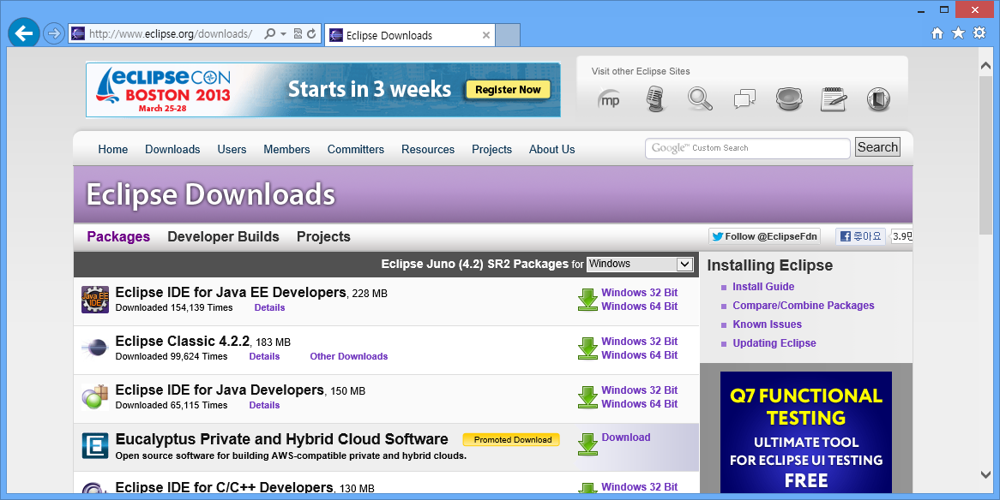 http://www.eclipse.org/downloads/
Eclipse Downloads
eclipseCON
BOSTON 2013
March 25-28
Starts in 3 weeks
Register Now
Visit other Eclipse Sites
mp
Home Downloads Users Members Committers Resources Projects About Us
Google™ Custom Search
Search
Eclipse Downloads
Packages Developer Builds Projects
Follow @EclipseFdn
좋아요
3.9만
Eclipse Juno (4.2) SR2 Packages for Windows
Eclipse IDE for Java EE Developers, 228 MB
Java EE
IDE
Downloaded 154,139 Times Details
Windows 32 Bit
Windows 64 Bit
Eclipse Classic 4.2.2, 183 MB
Downloaded 99,624 Times Details Other Downloads
Windows 32 Bit
Windows 64 Bit
Eclipse IDE for Java Developers, 150 MB
Downloaded 65,115 Times Details
Windows 32 Bit
Windows 64 Bit
E
Eucalyptus Private and Hybrid Cloud Software Promoted Download
Open source software for building AWS-compatible private and hybrid clouds.
Download
Eclipse IDE for C/C++ Developers, 130 MB
Windows 32 Bit
Installing Eclipse
Install Guide
Compare/Combine Packages
Known Issues
Updating Eclipse
Q7 FUNCTIONAL
TESTING
ULTIMATE TOOL
FOR ECLIPSE UI TESTING
FREE